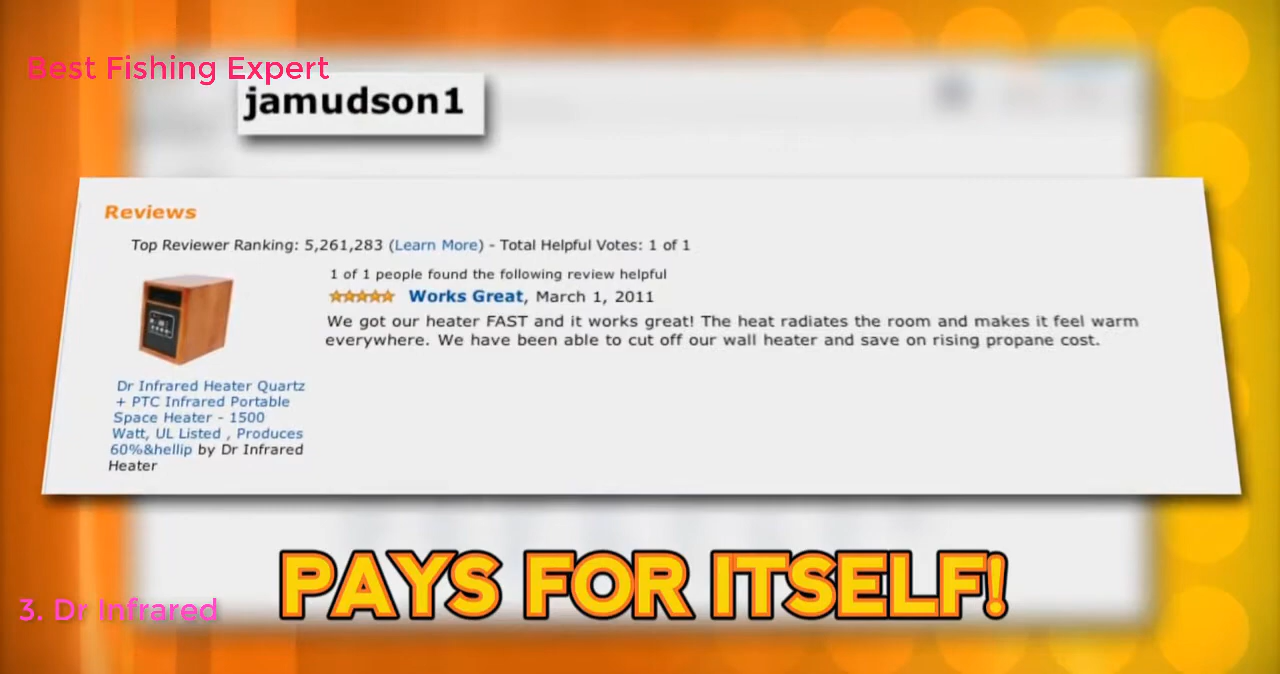 Best Fishing Expert
jamudson1
Reviews
Top Reviewer Ranking: 5,261,283 (Learn More) - Total Helpful Votes: 1 of 1
1 of 1 people found the following review helpful
Works Great, March 1, 2011
We got our heater FAST and it works great! The heat radiates the room and makes it feel warm
everywhere. We have been able to cut off our wall heater and save on rising propane cost.
Dr Infrared Heater Quartz
+ PTC Infrared Portable
Space Heater - 1500
Watt, UL Listed , Produces
60%&hellip by Dr Infrared
Heater
PAYS FOR ITSELF!
3. Dr Infrared